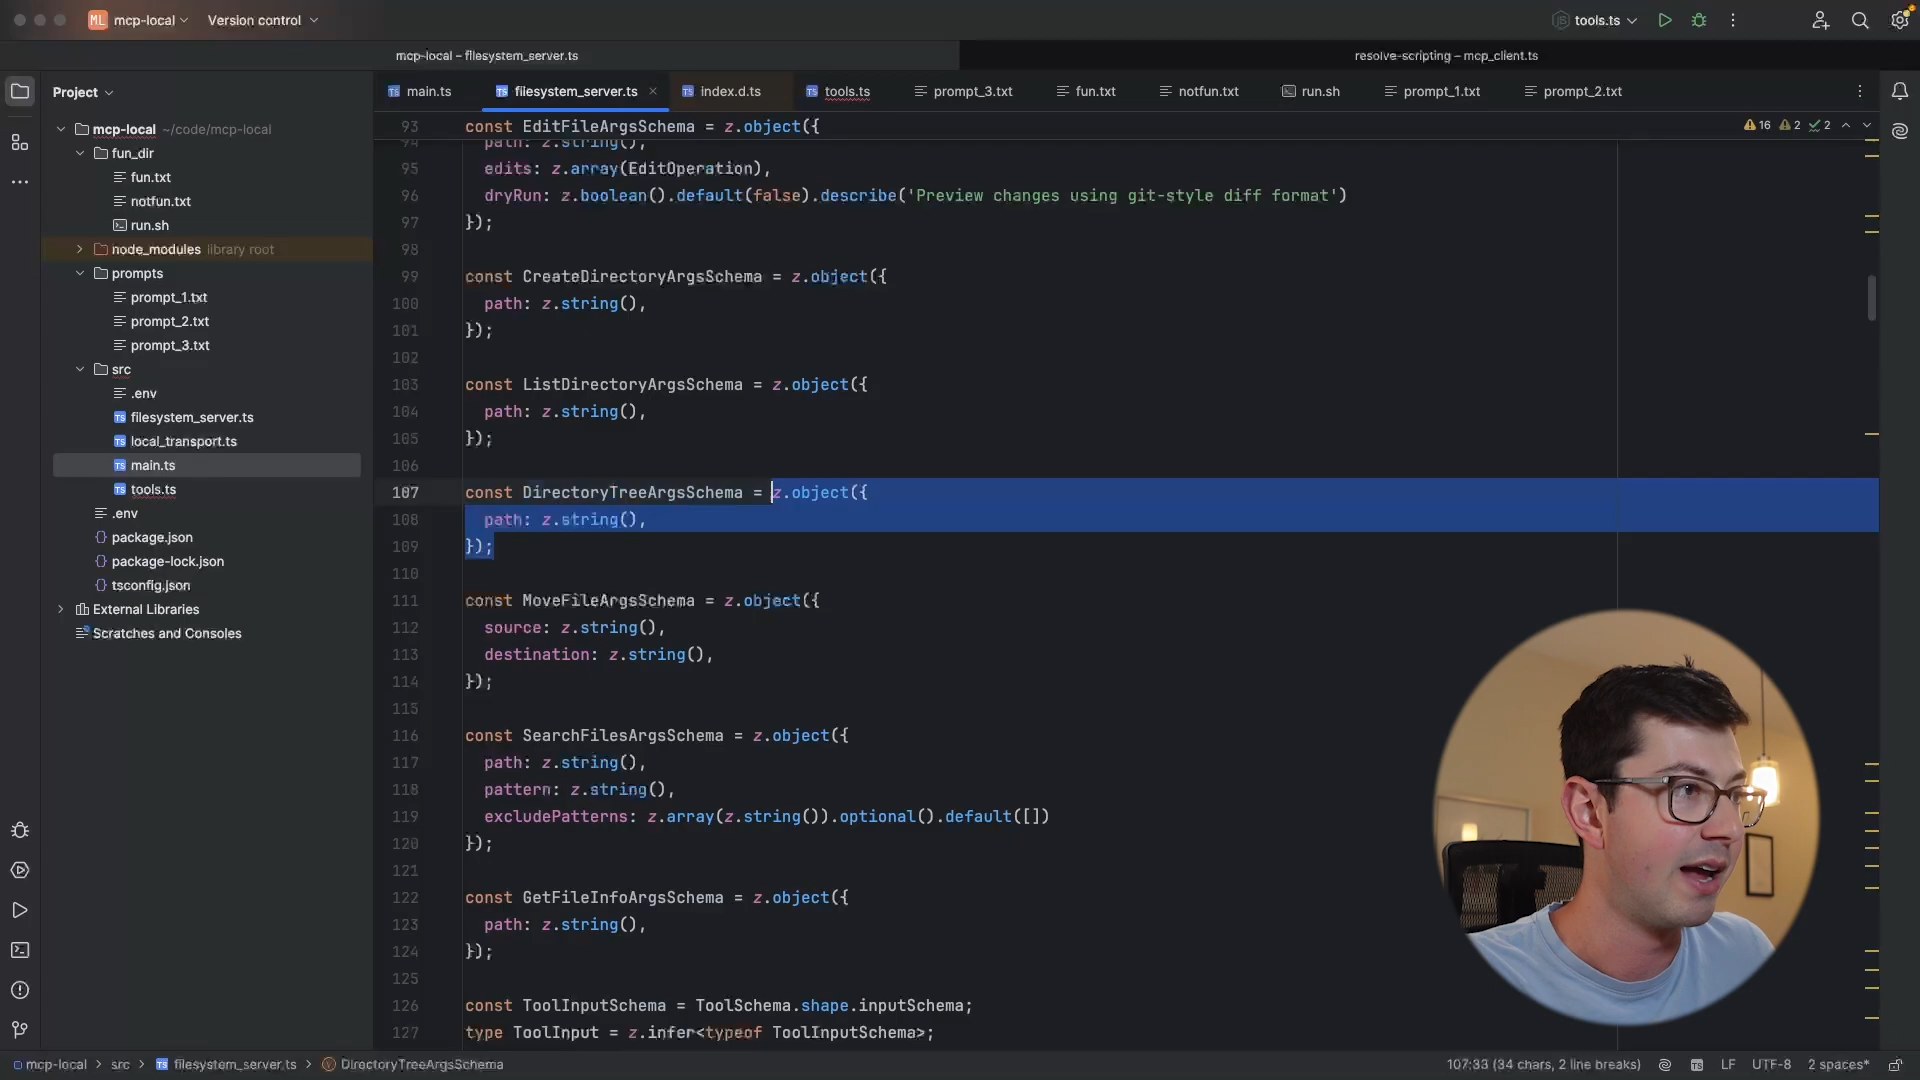 ML mcp-local Version control tools.ts
mcp-local – filesystem_server.ts resolve-scripting – mcp_client.ts
Project
main.ts filesystem_server.ts index.d.ts tools.ts prompt_3.txt fun.txt notfun.txt run.sh prompt_1.txt prompt_2.txt
mcp-local ~/code/mcp-local
fun_dir
fun.txt
notfun.txt
run.sh
node_modules library root
prompts
prompt_1.txt
prompt_2.txt
prompt_3.txt
src
.env
filesystem_server.ts
local_transport.ts
main.ts
tools.ts
.env
package.json
package-lock.json
tsconfig.json
External Libraries
Scratches and Consoles
16 2 2
93 const EditFileArgsSchema = z.object({
94 path: z.string(),
95 edits: z.array(EditOperation),
96 dryRun: z.boolean().default(false).describe('Preview changes using git-style diff format')
97 });
98
99 const CreateDirectoryArgsSchema = z.object({
100 path: z.string(),
101 });
102
103 const ListDirectoryArgsSchema = z.object({
104 path: z.string(),
105 });
106
107 const DirectoryTreeArgsSchema = z.object({
108 path: z.string(),
109 });
110
111 const MoveFileArgsSchema = z.object({
112 source: z.string(),
113 destination: z.string(),
114 });
115
116 const SearchFilesArgsSchema = z.object({
117 path: z.string(),
118 pattern: z.string(),
119 excludePatterns: z.array(z.string()).optional().default([])
120 });
121
122 const GetFileInfoArgsSchema = z.object({
123 path: z.string(),
124 });
125
126 const ToolInputSchema = ToolSchema.shape.inputSchema;
127 type ToolInput = z.infer<typeof ToolInputSchema>;
mcp-local > src > filesystem_server.ts > DirectoryTreeArgsSchema 107:33 (34 chars, 2 line breaks) LF UTF-8 2 spaces*